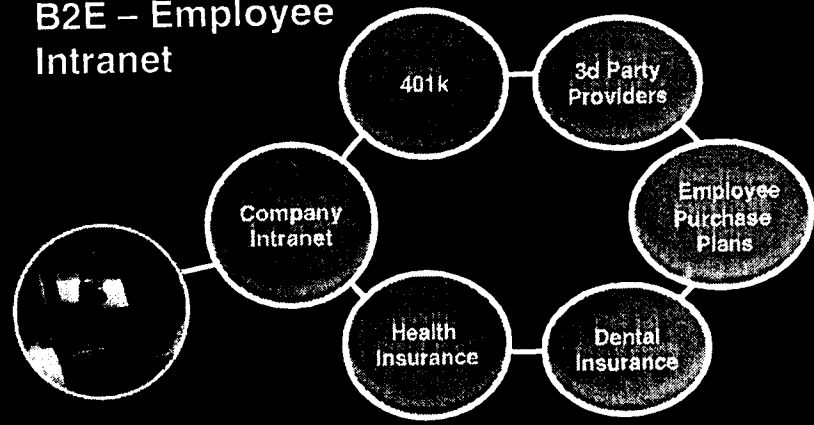 B2E – Employee
Intranet
401k
3d Party
Providers
Company
Intranet
Employee
Purchase
Plans
Health
Insurance
Dental
Insurance